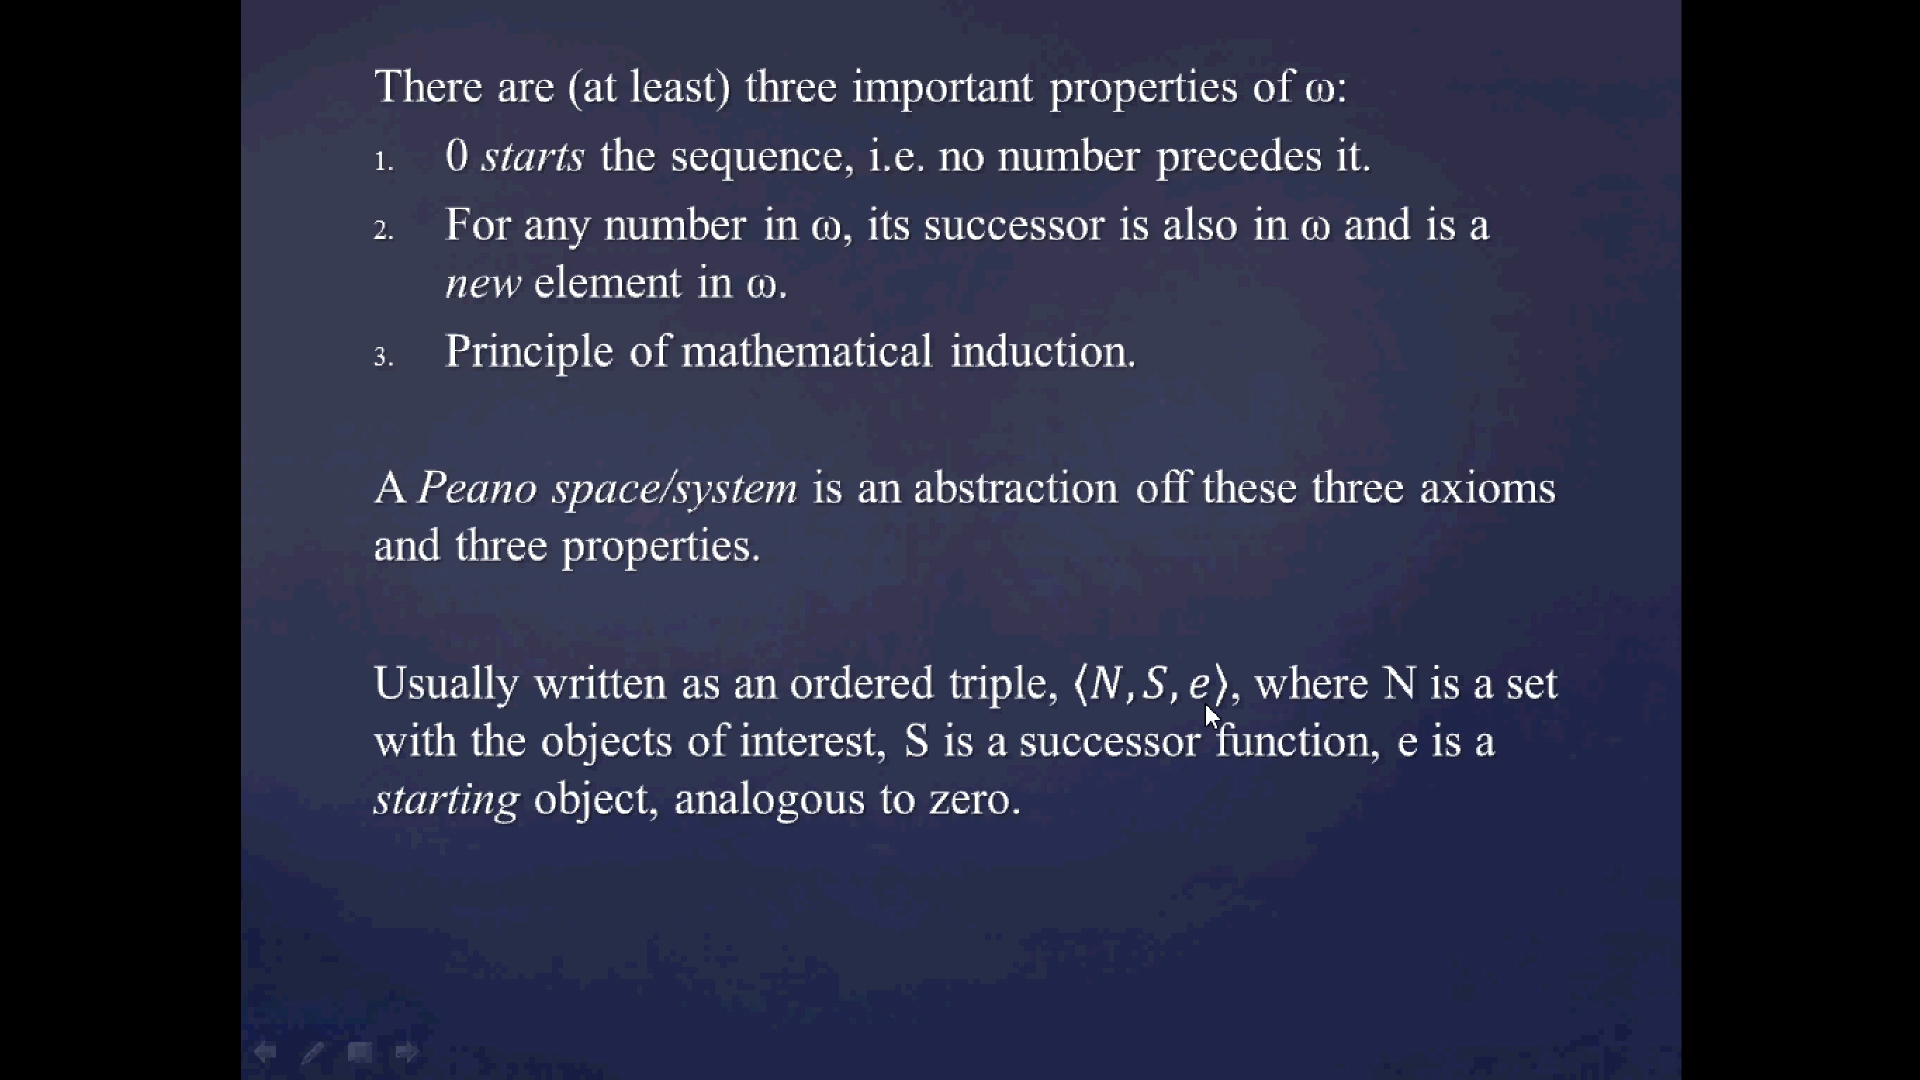 There are (at least) three important properties of ω:
1. 0 starts the sequence, i.e. no number precedes it.
2. For any number in ω, its successor is also in ω and is a
new element in ω.
3. Principle of mathematical induction.
A Peano space/system is an abstraction off these three axioms
and three properties.
Usually written as an ordered triple, ⟨N, S, e⟩, where N is a set
with the objects of interest, S is a successor function, e is a
starting object, analogous to zero.